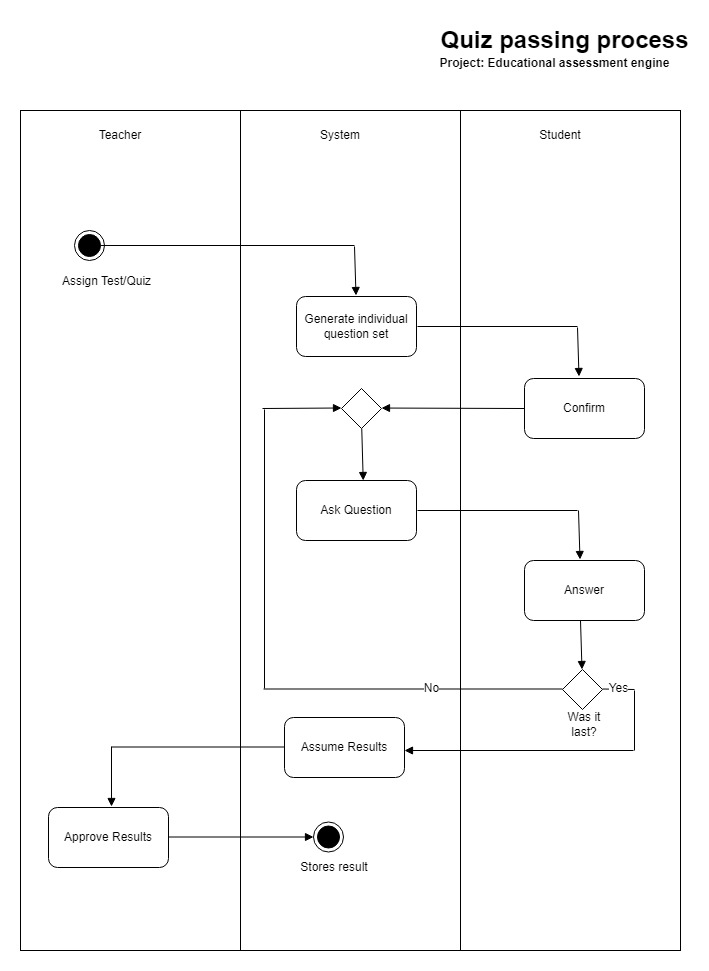 Quiz passing process
Project: Educational assessment engine
Teacher
System
Student
Assign Test/Quiz
Generate individual
question set
Confirm
Ask Question
Answer
No
Yes
Was it
last?
Assume Results
Approve Results
Stores result